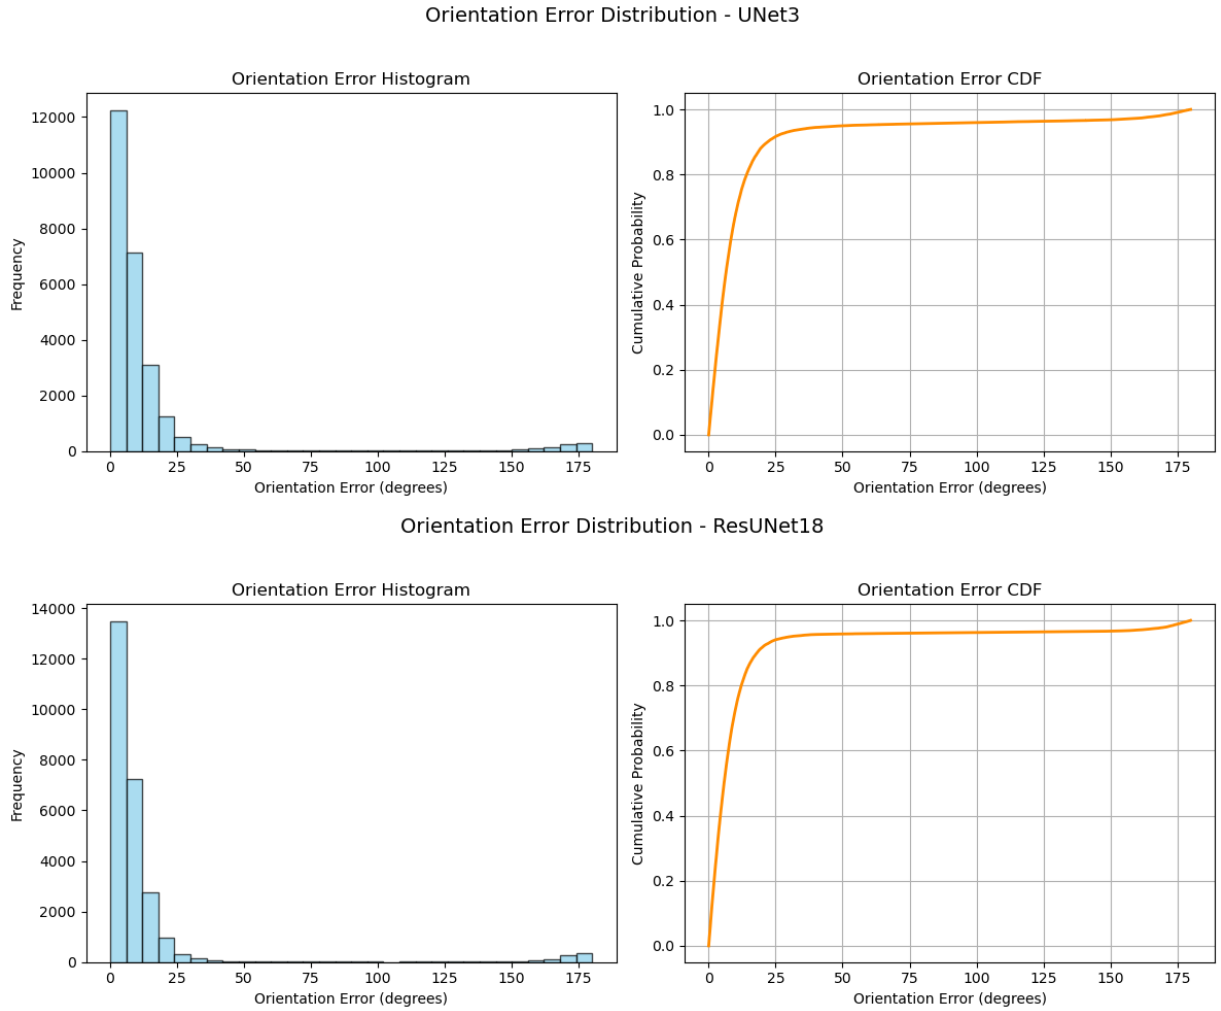 Orientation Error Distribution - UNet3
Orientation Error Histogram
12000
10000
8000
6000
4000
2000
0
Frequency
0 25 50 75 100 125 150 175
Orientation Error (degrees)
Orientation Error CDF
1.0
0.8
0.6
0.4
0.2
0.0
Cumulative Probability
0 25 50 75 100 125 150 175
Orientation Error (degrees)
Orientation Error Distribution - ResUNet18
Orientation Error Histogram
14000
12000
10000
8000
6000
4000
2000
0
Frequency
0 25 50 75 100 125 150 175
Orientation Error (degrees)
Orientation Error CDF
1.0
0.8
0.6
0.4
0.2
0.0
Cumulative Probability
0 25 50 75 100 125 150 175
Orientation Error (degrees)